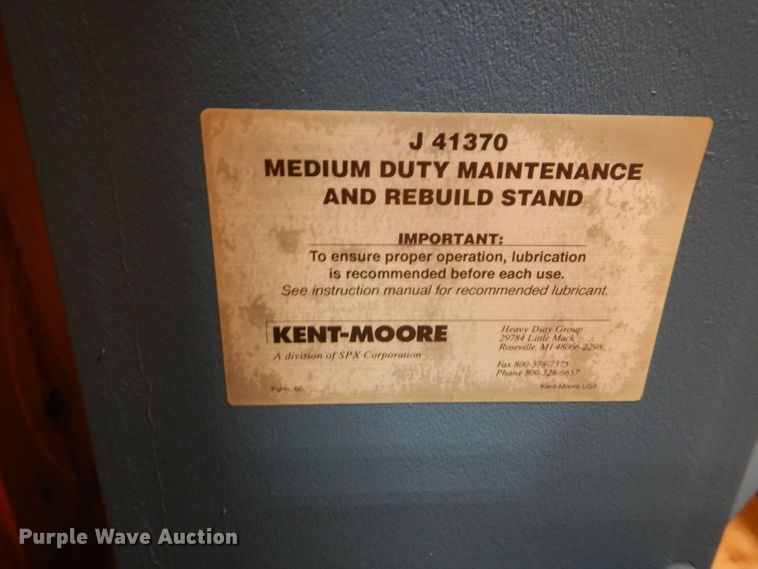 J 41370
MEDIUM DUTY MAINTENANCE
AND REBUILD STAND
IMPORTANT:
To ensure proper operation, lubrication
is recommended before each use.
See instruction manual for recommended lubricant.
KENT-MOORE
A division of SPX Corporation
Heavy Duty Group
29784 Little Mack
Roseville, MI 48066-2298
Fax 800-578-7375
Phone 800-328-6657
Form
Kent-Moore USA
Purple Wave Auction